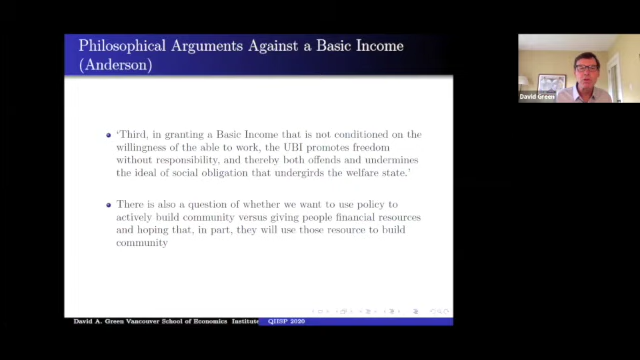 Philosophical Arguments Against a Basic Income
(Anderson)
David Green
'Third, in granting a Basic Income that is not conditioned on the
willingness of the able to work, the UBI promotes freedom
without responsibility, and thereby both offends and undermines
the ideal of social obligation that undergirds the welfare state.'
There is also a question of whether we want to use policy to
actively build community versus giving people financial resources
and hoping that, in part, they will use those resource to build
community
David A. Green Vancouver School of Economics Institute QIISP 2020